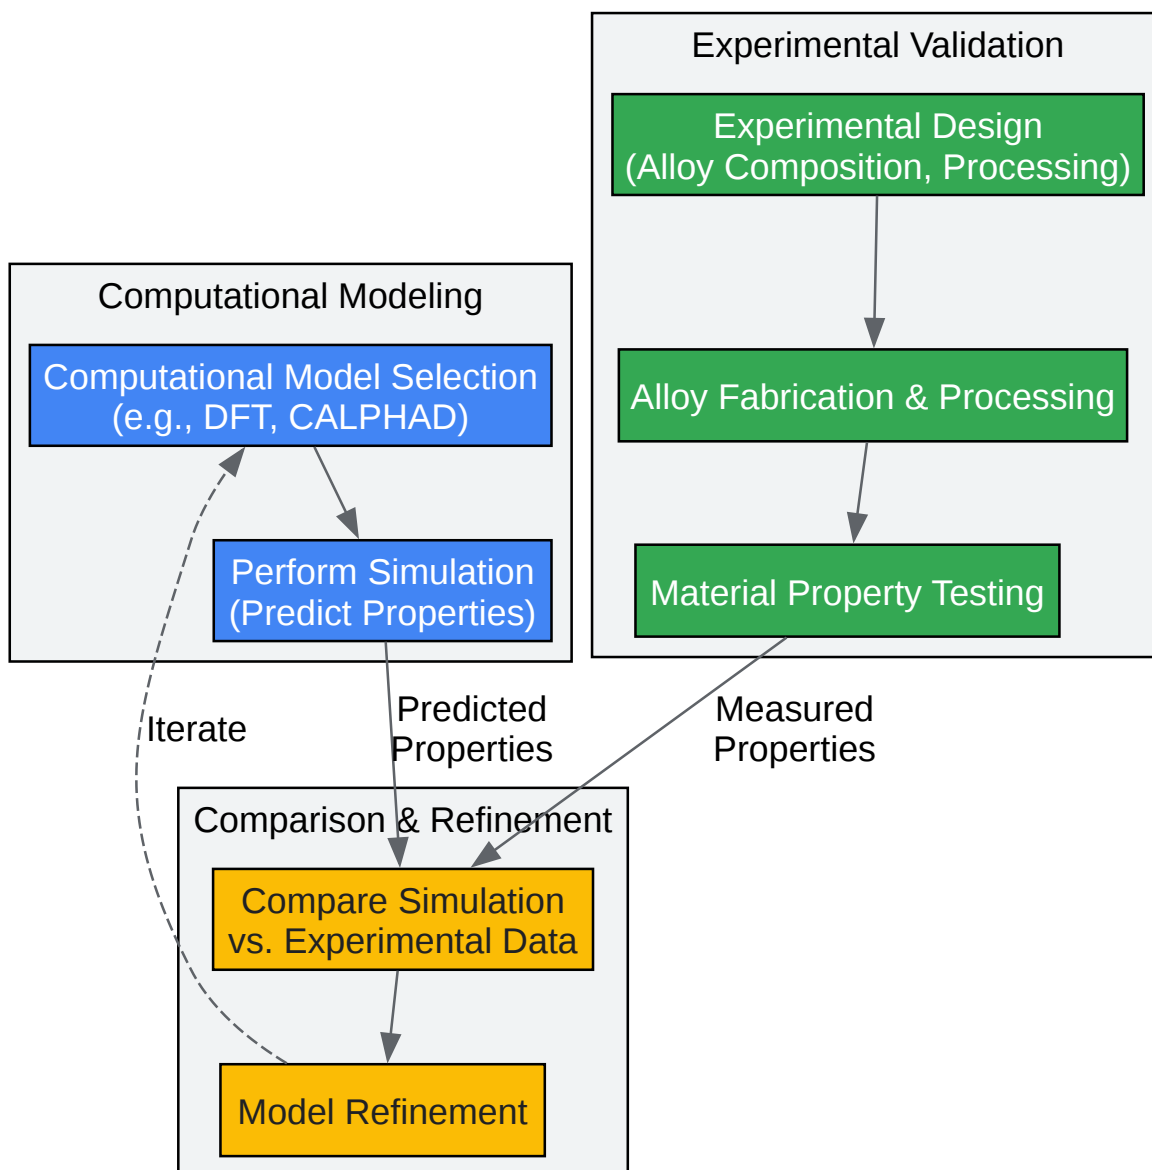 Experimental Validation
Experimental Design
(Alloy Composition, Processing)
Computational Modeling
Computational Model Selection
(e.g., DFT, CALPHAD)
Alloy Fabrication & Processing
Perform Simulation
(Predict Properties)
Material Property Testing
Iterate
Predicted
Properties
Measured
Properties
Comparison & Refinement
Compare Simulation
vs. Experimental Data
Model Refinement